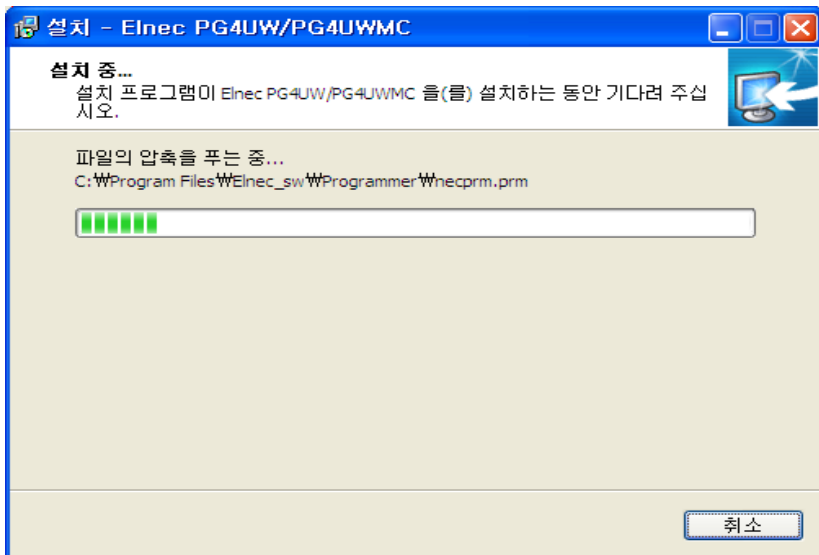 설치 - Elnec PG4UW/PG4UWMC
설치 중...
설치 프로그램이 Elnec PG4UW/PG4UWMC 을(를) 설치하는 동안 기다려 주십
시오.
파일의 압축을 푸는 중...
C:₩Program Files₩Elnec_sw₩Programmer₩necprm.prm
취소